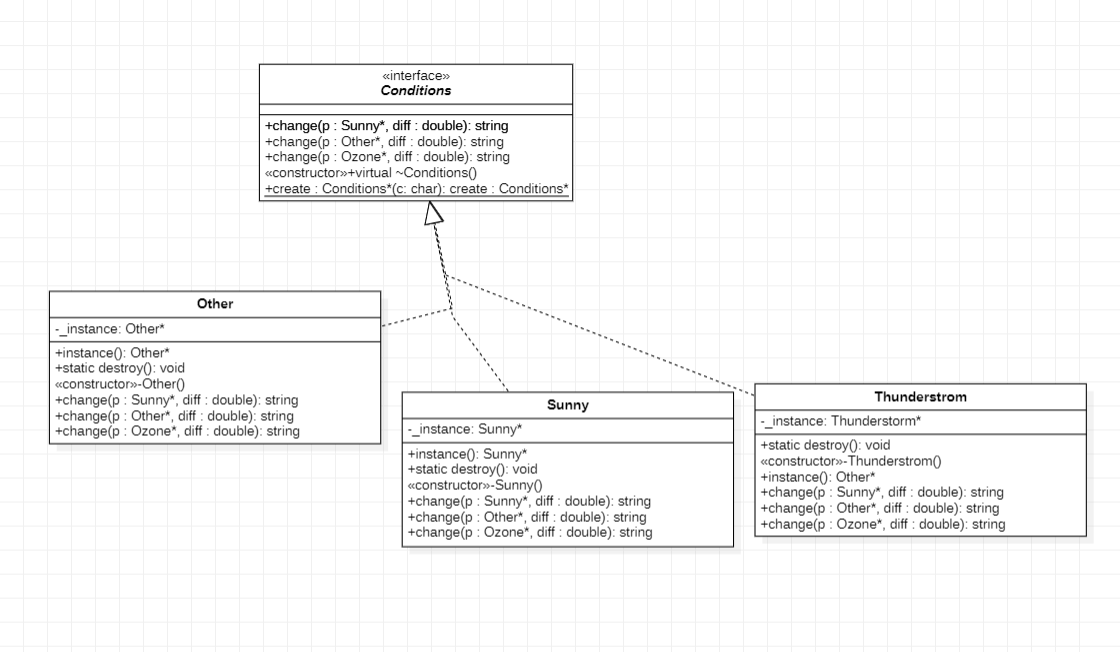 «interface»
Conditions
+change(p : Sunny*, diff : double): string
+change(p : Other*, diff : double): string
+change(p : Ozone*, diff : double): string
«constructor»+virtual ~Conditions()
+create : Conditions*(c: char): create : Conditions*
Other
-_instance: Other*
+instance(): Other*
+static destroy(): void
«constructor»-Other()
+change(p : Sunny*, diff : double): string
+change(p : Other*, diff : double): string
+change(p : Ozone*, diff : double): string
Sunny
-_instance: Sunny*
+instance(): Sunny*
+static destroy(): void
«constructor»-Sunny()
+change(p : Sunny*, diff : double): string
+change(p : Other*, diff : double): string
+change(p : Ozone*, diff : double): string
Thunderstrom
-_instance: Thunderstorm*
+static destroy(): void
«constructor»-Thunderstrom()
+instance(): Other*
+change(p : Sunny*, diff : double): string
+change(p : Other*, diff : double): string
+change(p : Ozone*, diff : double): string